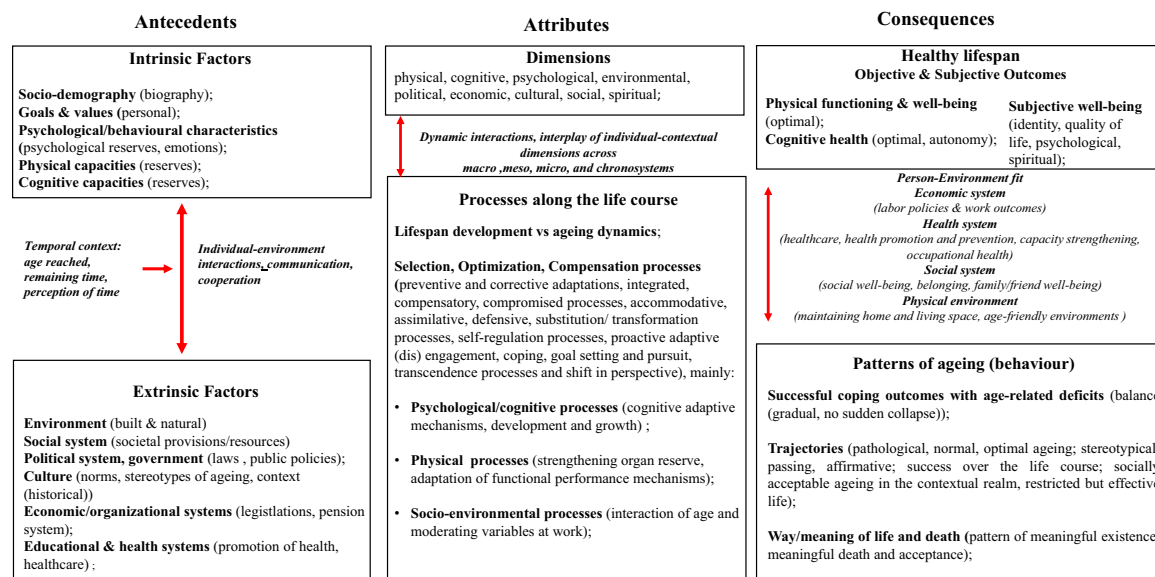 Antecedents
Intrinsic Factors
Socio-demography (biography);
Goals & values (personal);
Psychological/behavioural characteristics
(psychological reserves, emotions);
Physical capacities (reserves);
Cognitive capacities (reserves);
Temporal context:
age reached,
remaining time,
perception of time
Individual-environment
interactions, communication,
cooperation
Extrinsic Factors
Environment (built & natural)
Social system (societal provisions/resources)
Political system, government (laws , public policies);
Culture (norms, stereotypes of ageing, context
(historical))
Economic/organizational systems (legistlations, pension
system);
Educational & health systems (promotion of health,
healthcare) ;
Attributes
Dimensions
physical, cognitive, psychological, environmental,
political, economic, cultural, social, spiritual;
Dynamic interactions, interplay of individual-contextual
dimensions across
macro ,meso, micro, and chronosystems
Processes along the life course
Lifespan development vs ageing dynamics;
Selection, Optimization, Compensation processes
(preventive and corrective adaptations, integrated,
compensatory, compromised processes, accommodative,
assimilative, defensive, substitution/ transformation
processes, self-regulation processes, proactive adaptive
(dis) engagement, coping, goal setting and pursuit,
transcendence processes and shift in perspective), mainly:
• Psychological/cognitive processes (cognitive adaptive
mechanisms, development and growth) ;
• Physical processes (strengthening organ reserve,
adaptation of functional performance mechanisms);
• Socio-environmental processes (interaction of age and
moderating variables at work);
Consequences
Healthy lifespan
Objective & Subjective Outcomes
Physical functioning & well-being
(optimal);
Cognitive health (optimal, autonomy);
Subjective well-being
(identity, quality of
life, psychological,
spiritual);
Person-Environment fit
Economic system
(labor policies & work outcomes)
Health system
(healthcare, health promotion and prevention, capacity strengthening,
occupational health)
Social system
(social well-being, belonging, family/friend well-being)
Physical environment
(maintaining home and living space, age-friendly environments )
Patterns of ageing (behaviour)
Successful coping outcomes with age-related deficits (balance
(gradual, no sudden collapse));
Trajectories (pathological, normal, optimal ageing; stereotypical
passing, affirmative; success over the life course; socially
acceptable ageing in the contextual realm, restricted but effective
life);
Way/meaning of life and death (pattern of meaningful existence
meaningful death and acceptance);